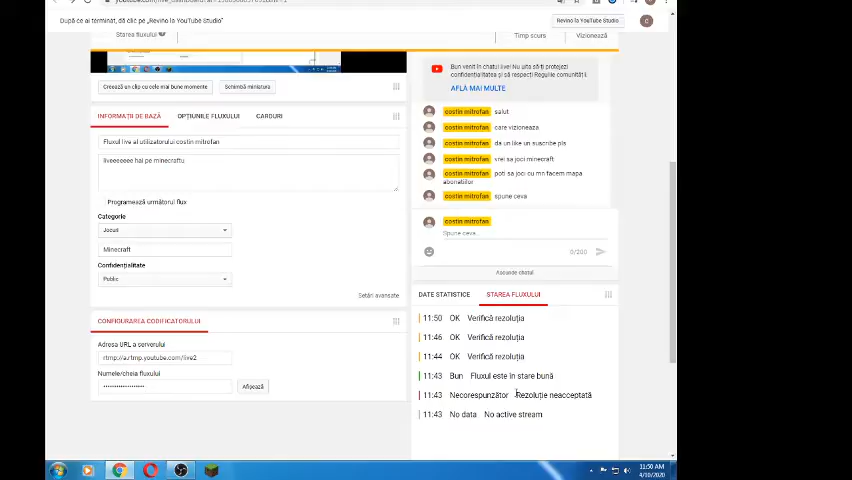 După ce ai terminat, dă clic pe „Revino la YouTube Studio”
Revino la YouTube Studio
C
Starea fluxului
Timp scurs
Vizionează
Creează un clip cu cele mai bune momente
Schimbă miniatura
INFORMAȚII DE BAZĂ
OPȚIUNILE FLUXULUI
CARDURI
Fluxul live al utilizatorului costin mitrofan
liveeeeeee hai pe minecraftu
Programează următorul flux
Categorie
Jocuri
Minecraft
Confidențialitate
Public
Setări avansate
CONFIGURAREA CODIFICATORULUI
Adresa URL a serverului
rtmp://a.rtmp.youtube.com/live2
Numele/cheia fluxului
••••••••••••••••••
Afișează
Bun venit în chatul live! Nu uita să-ți protejezi
confidențialitatea și să respecți Regulile comunității.
AFLĂ MAI MULTE
costin mitrofan salut
costin mitrofan care vizioneaza
costin mitrofan da un like un suscribe pls
costin mitrofan vrei sa joci minecraft
costin mitrofan poti sa joci cu mn facem mapa
abonatiilor
costin mitrofan spune ceva
costin mitrofan
Spune ceva...
0/200
Ascunde chatul
DATE STATISTICE
STAREA FLUXULUI
11:50 OK Verifică rezoluția
11:46 OK Verifică rezoluția
11:44 OK Verifică rezoluția
11:43 Bun Fluxul este în stare bună
11:43 Necorespunzător Rezoluție neacceptată
11:43 No data No active stream
11:50 AM
4/10/2020